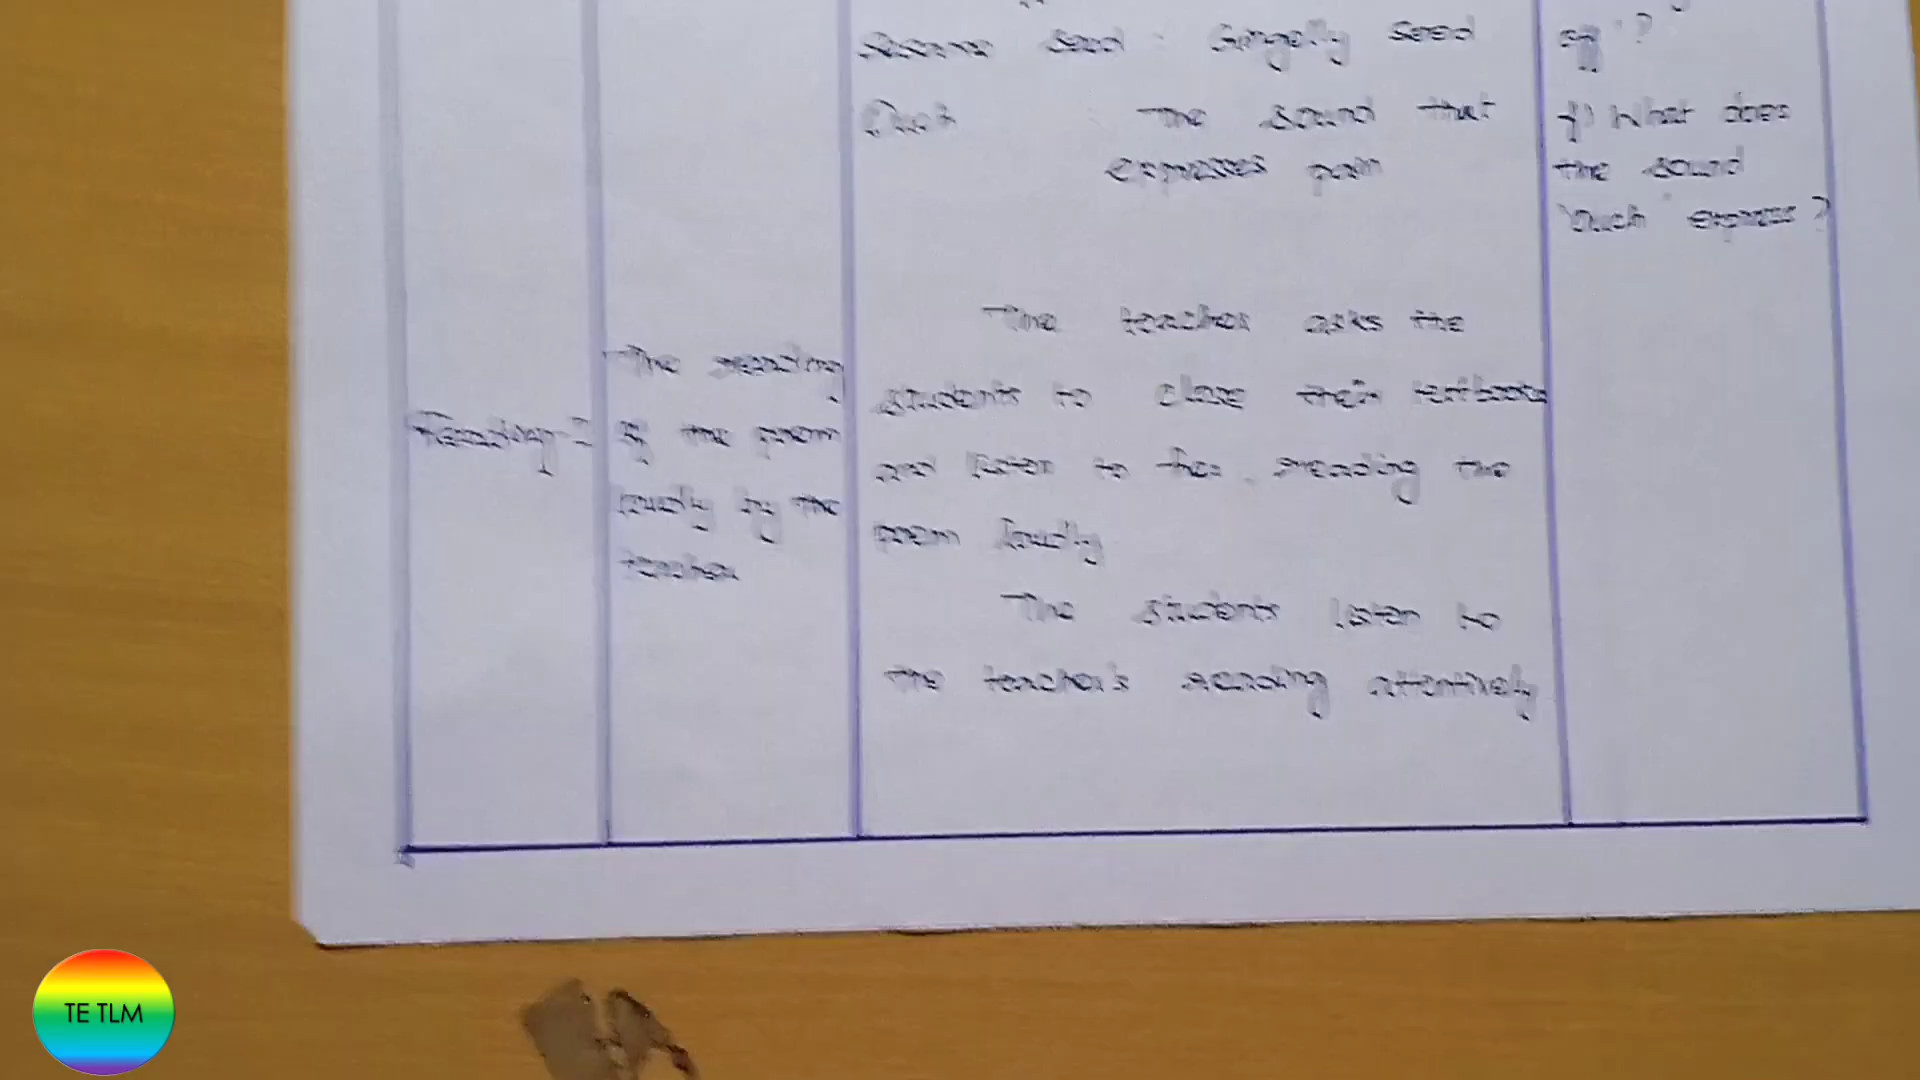 Sesame seed : Gingelly seed
Ouch : The sound that
expresses pain
of '?
f) What does
the sound
'Ouch' express ?
Reading :
The reading
of the poem
loudly by the
teacher
The teacher asks the
students to close their textbooks
and listen to her reading the
poem loudly
The students listen to
the teacher's reading attentively
TE TLM